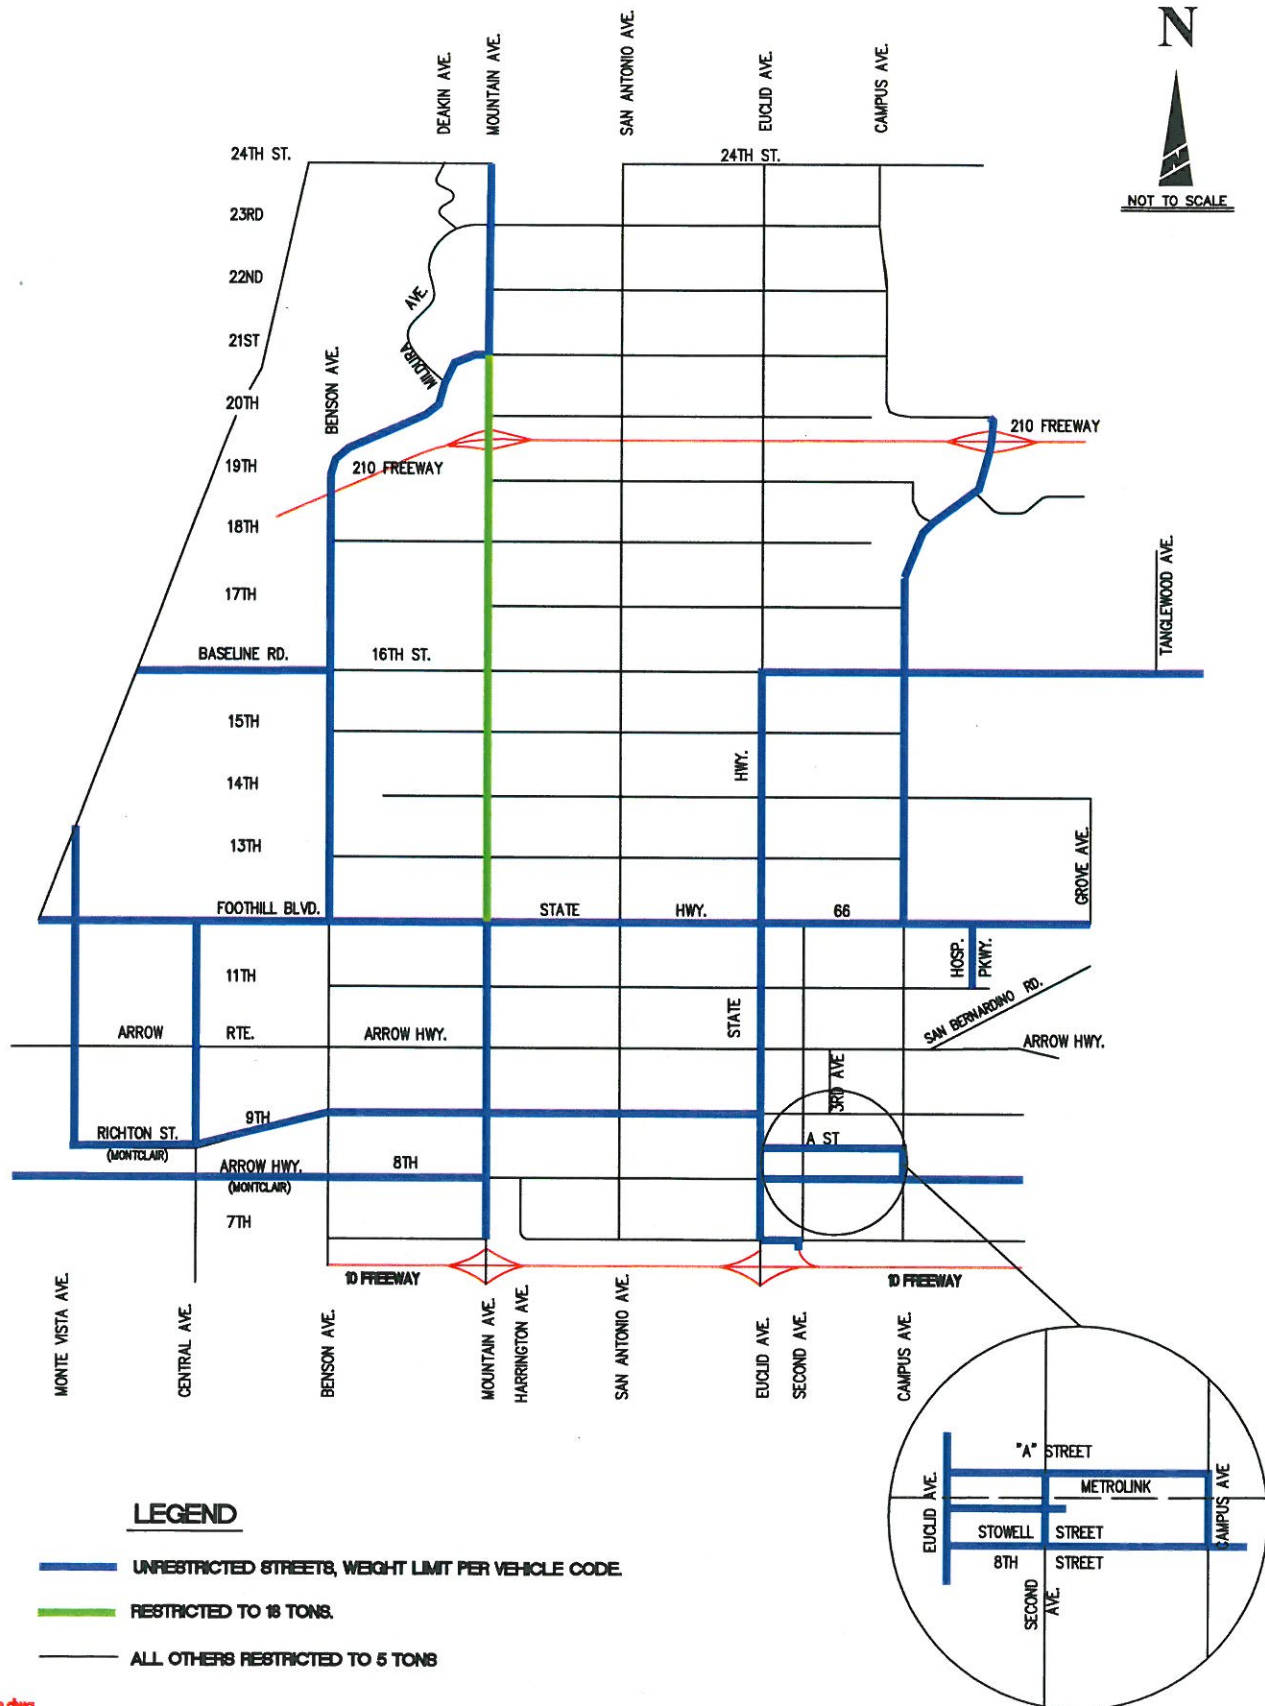 N
NOT TO SCALE
DEAKIN AVE.
MOUNTAIN AVE.
SAN ANTONIO AVE.
EUCLID AVE.
CAMPUS AVE.
24TH ST.
24TH ST.
23RD
22ND
AVE.
MILDURA
21ST
BENSON AVE.
20TH
210 FREEWAY
19TH
210 FREEWAY
18TH
17TH
TANGLEWOOD AVE.
BASELINE RD.
16TH ST.
15TH
HWY.
14TH
13TH
GROVE AVE.
FOOTHILL BLVD.
STATE
HWY.
66
11TH
HOSP.
PKWY.
SAN BERNARDINO RD.
STATE
ARROW
RTE.
ARROW HWY.
ARROW HWY.
3RD AVE
9TH
RICHTON ST.
(MONTCLAIR)
A ST
ARROW HWY.
(MONTCLAIR)
8TH
7TH
10 FREEWAY
10 FREEWAY
MONTE VISTA AVE.
CENTRAL AVE.
BENSON AVE.
MOUNTAIN AVE.
HARRINGTON AVE.
SAN ANTONIO AVE.
EUCLID AVE.
SECOND AVE.
CAMPUS AVE.
"A" STREET
METROLINK
EUCLID AVE.
CAMPUS AVE
STOWELL STREET
8TH STREET
SECOND
AVE.
LEGEND
UNRESTRICTED STREETS, WEIGHT LIMIT PER VEHICLE CODE.
RESTRICTED TO 18 TONS.
ALL OTHERS RESTRICTED TO 5 TONS